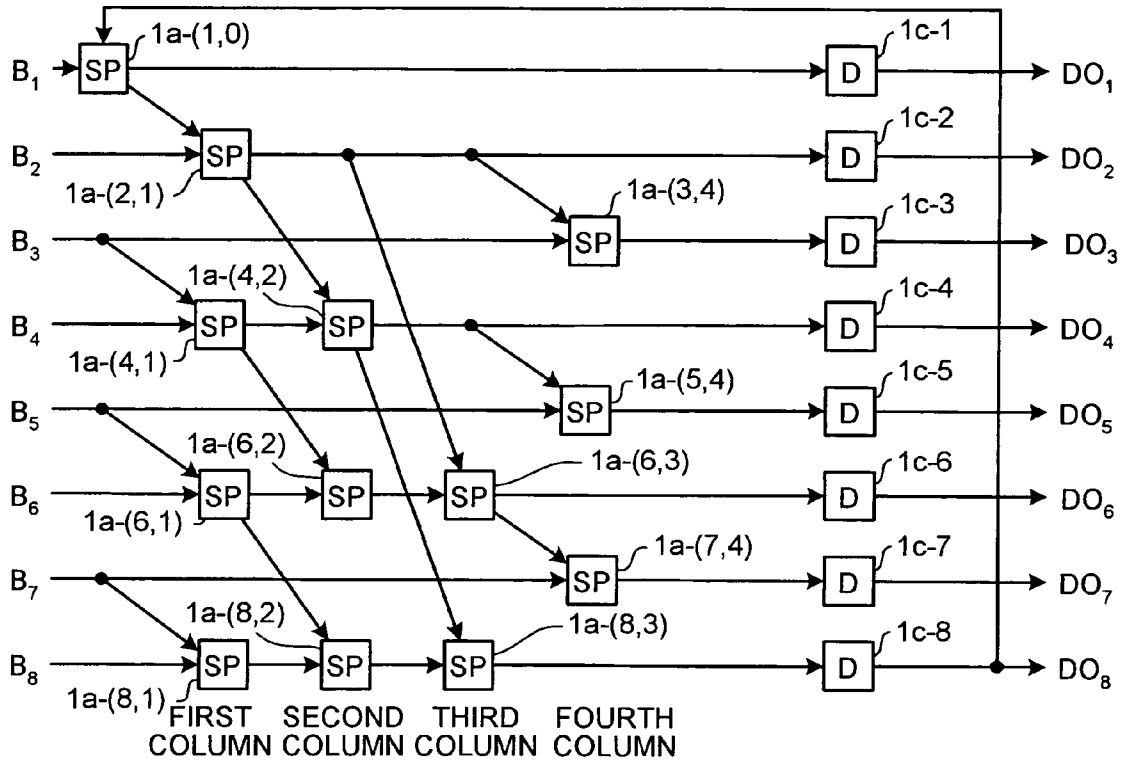 1a-(1,0)
1c-1
B1
SP
D
DO1
1c-2
B2
SP
D
DO2
1a-(2,1)
1a-(3,4)
1c-3
B3
SP
D
DO3
1a-(4,2)
1c-4
B4
SP
SP
D
DO4
1a-(4,1)
1a-(5,4)
1c-5
B5
SP
D
DO5
1a-(6,2)
1a-(6,3)
1c-6
B6
SP
SP
SP
D
DO6
1a-(6,1)
1a-(7,4)
1c-7
B7
SP
D
DO7
1a-(8,2)
1a-(8,3)
1c-8
B8
SP
SP
SP
D
DO8
1a-(8,1)
FIRST COLUMN
SECOND COLUMN
THIRD COLUMN
FOURTH COLUMN